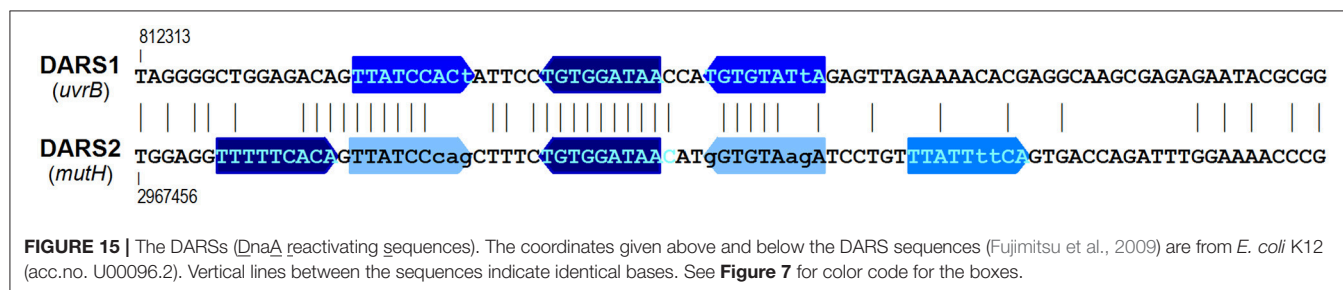 812313
DARS1
(uvrB)
TAGGGGCTGGAGACAGTTATCCACtATTCCTGTGGATAACCATGTGTATtAGAGTTAGAAAACACGAGGCAAGCGAGAGAATACGCGG
DARS2
(mutH)
TGGAGGTTTTTCACAGTTATCCcagCTTTCTGTGGATAACATgGTGTAagATCCTGTTTATTttCAGTGACCAGATTTGGAAAACCCG
2967456
FIGURE 15 | The DARSs (DnaA reactivating sequences). The coordinates given above and below the DARS sequences (Fujimitsu et al., 2009) are from E. coli K12
(acc.no. U00096.2). Vertical lines between the sequences indicate identical bases. See Figure 7 for color code for the boxes.